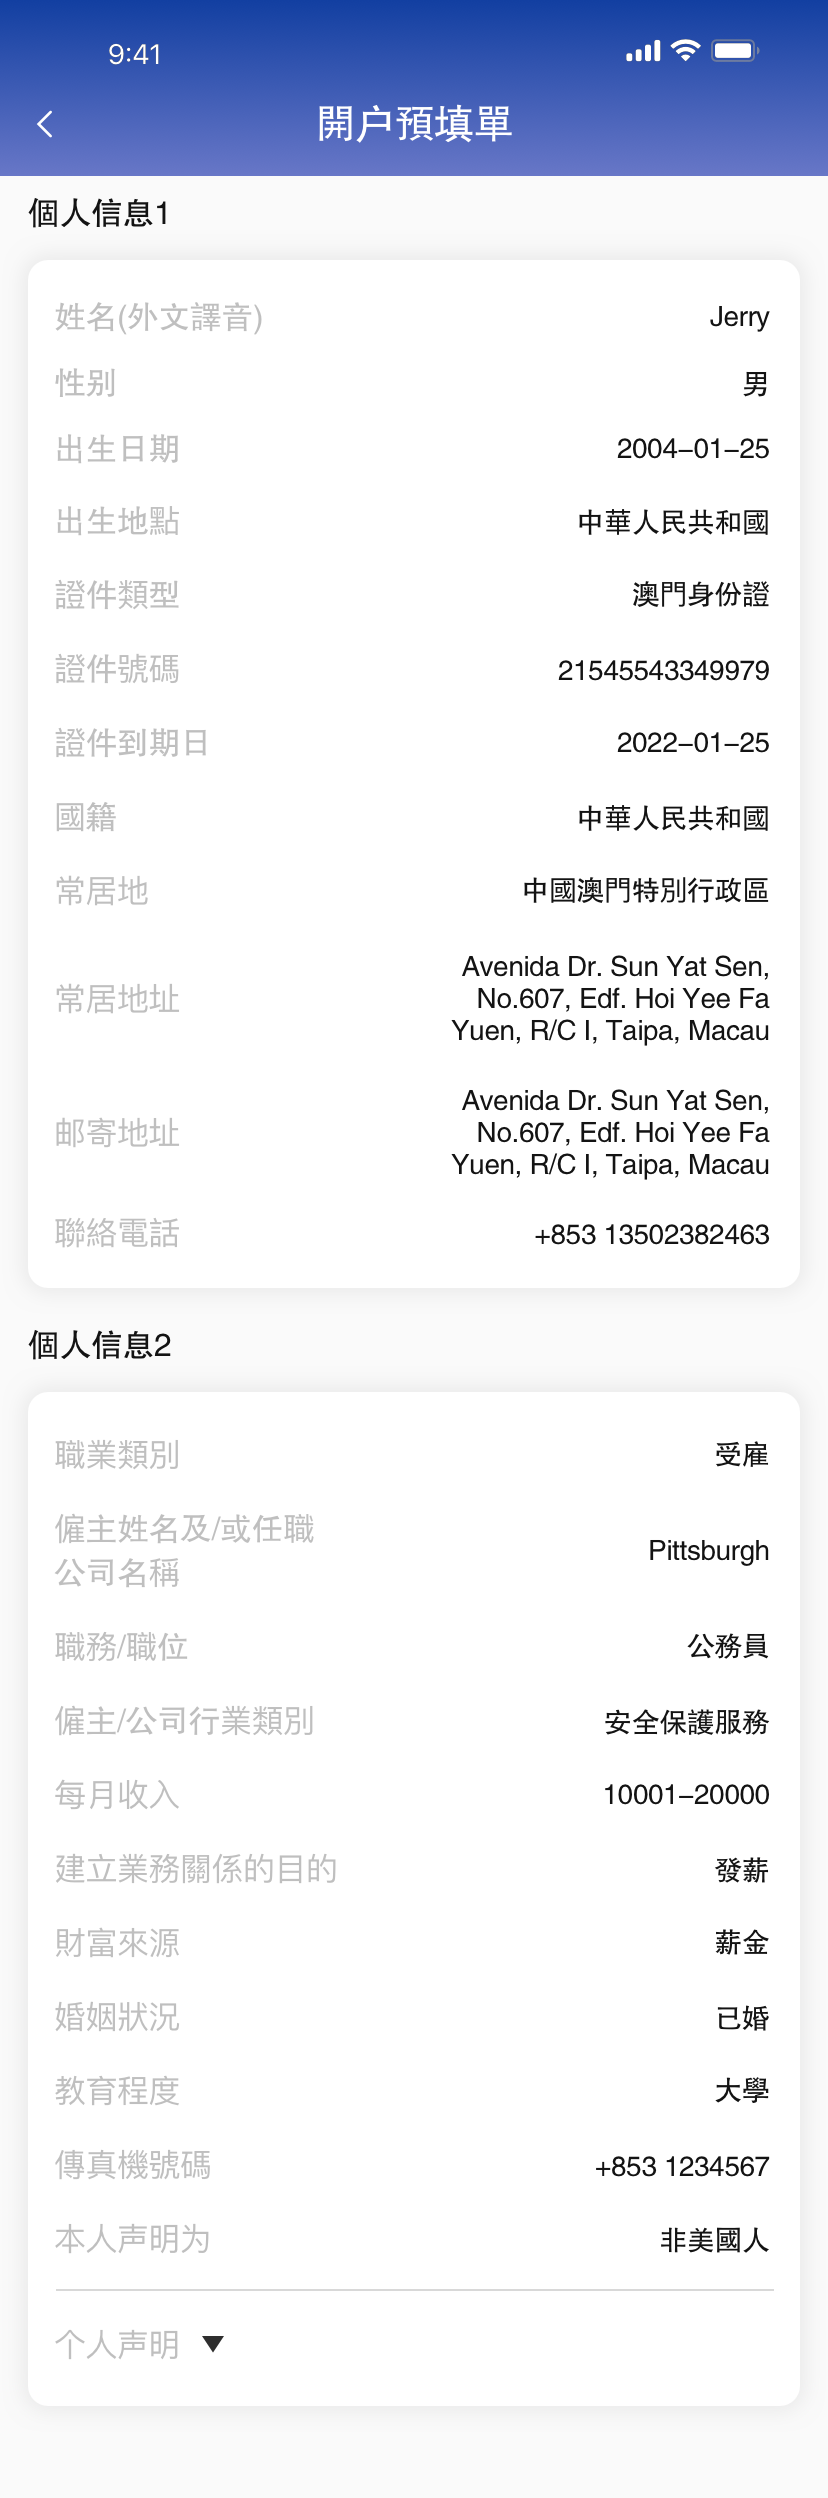 9:41
開户預填單
個人信息1
姓名(外文譯音) Jerry
性别 男
出生日期 2004-01-25
出生地點 中華人民共和國
證件類型 澳門身份證
證件號碼 21545543349979
證件到期日 2022-01-25
國籍 中華人民共和國
常居地 中國澳門特別行政區
常居地址 Avenida Dr. Sun Yat Sen,
No.607, Edf. Hoi Yee Fa
Yuen, R/C I, Taipa, Macau
邮寄地址 Avenida Dr. Sun Yat Sen,
No.607, Edf. Hoi Yee Fa
Yuen, R/C I, Taipa, Macau
聯絡電話 +853 13502382463
個人信息2
職業類別 受雇
僱主姓名及/或任職
公司名稱 Pittsburgh
職務/職位 公務員
僱主/公司行業類別 安全保護服務
每月收入 10001-20000
建立業務關係的目的 發薪
財富來源 薪金
婚姻狀況 已婚
教育程度 大學
傳真機號碼 +853 1234567
本人声明为 非美國人
个人声明